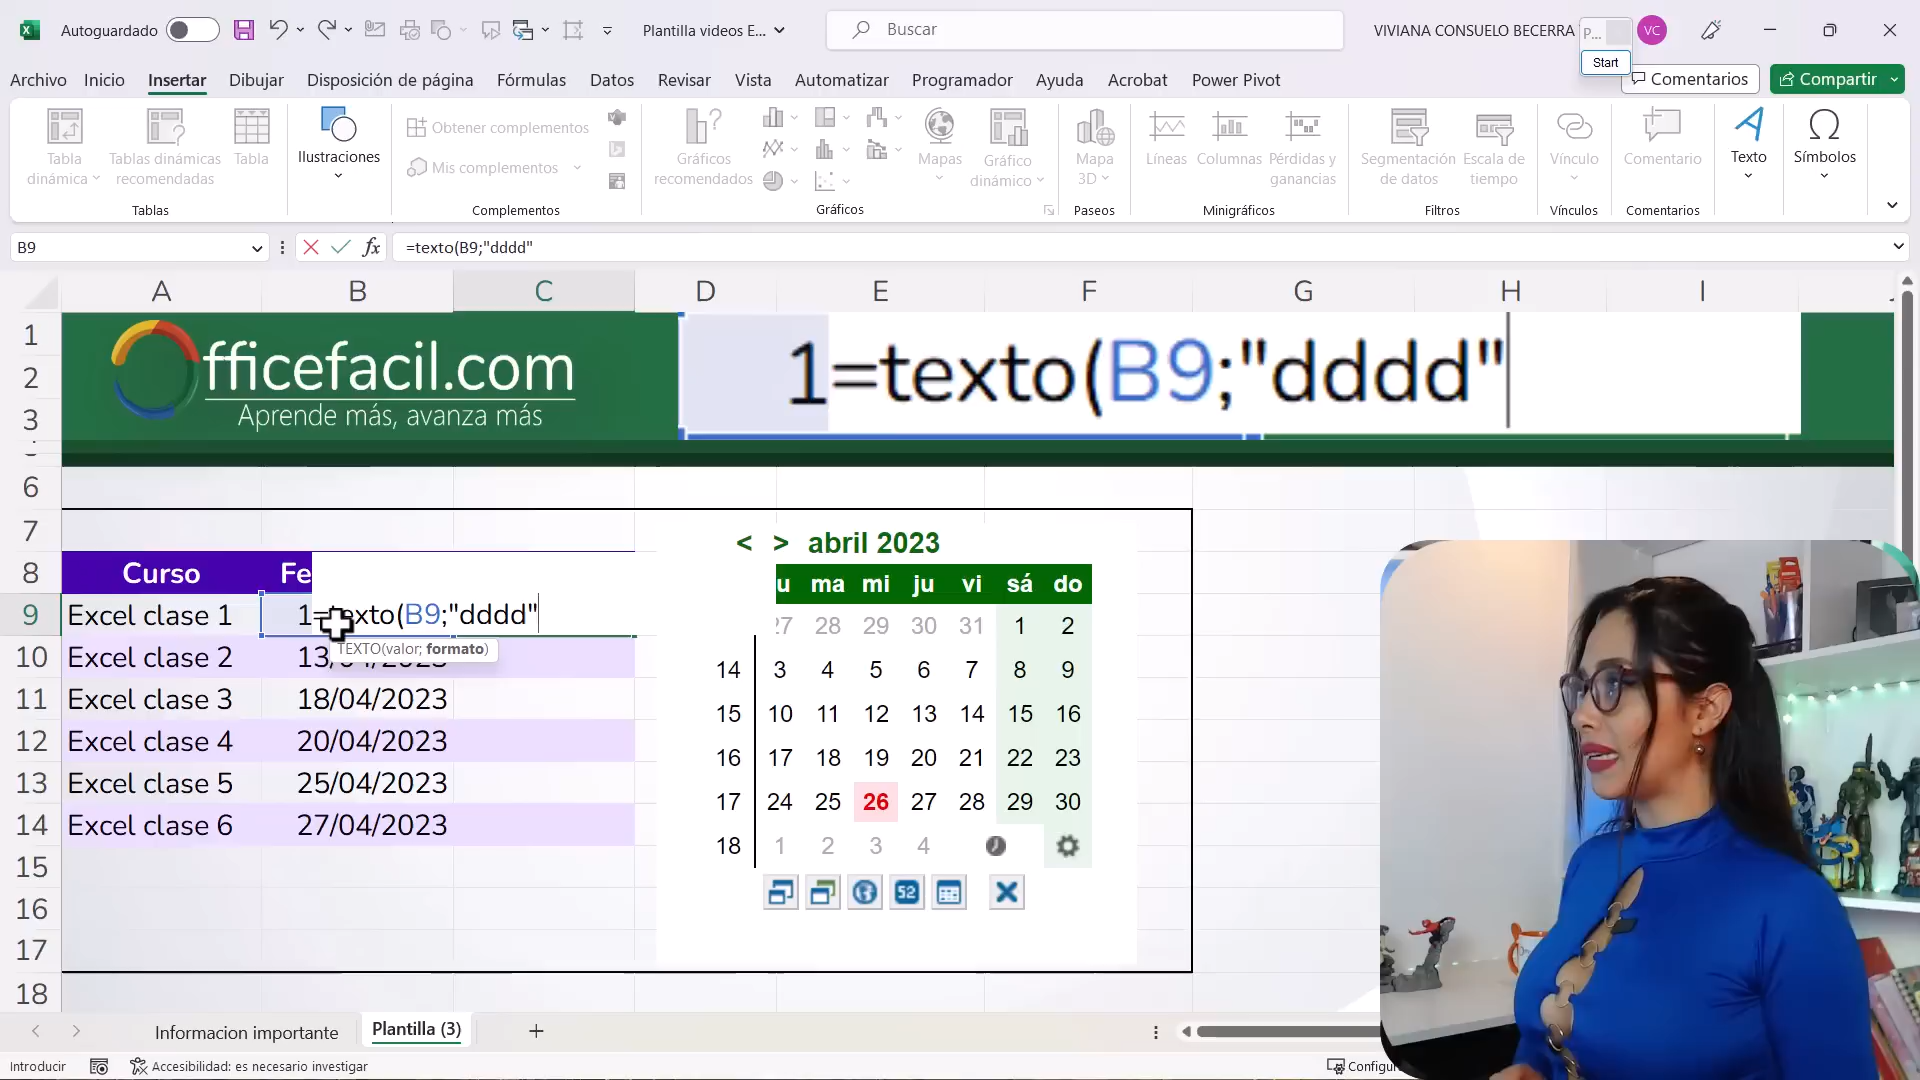 Autoguardado
Plantilla videos E...
Buscar
VIVIANA CONSUELO BECERRA
P...
VC
Start
Archivo Inicio Insertar Dibujar Disposición de página Fórmulas Datos Revisar Vista Automatizar Programador Ayuda Acrobat Power Pivot
Comentarios
Compartir
Tabla dinámica
Tablas dinámicas recomendadas
Tabla
Tablas
Ilustraciones
Obtener complementos
Mis complementos
Complementos
Gráficos recomendados
Mapas
Gráfico dinámico
Gráficos
Mapa 3D
Paseos
Líneas
Columnas
Pérdidas y ganancias
Minigráficos
Segmentación de datos
Escala de tiempo
Filtros
Vínculo
Vínculos
Comentario
Comentarios
Texto
Símbolos
B9
fx
=texto(B9;"dddd"
A B C D E F G H I
1
2
3
fficefacil.com
Aprende más, avanza más
1=texto(B9;"dddd"
6
7
8 Curso Fe
9 Excel clase 1 1=texto(B9;"dddd"
TEXTO(valor; formato)
10 Excel clase 2 13/04/2023
11 Excel clase 3 18/04/2023
12 Excel clase 4 20/04/2023
13 Excel clase 5 25/04/2023
14 Excel clase 6 27/04/2023
15
16
17
18
< > abril 2023
u ma mi ju vi sá do
27 28 29 30 31 1 2
14 3 4 5 6 7 8 9
15 10 11 12 13 14 15 16
16 17 18 19 20 21 22 23
17 24 25 26 27 28 29 30
18 1 2 3 4
52
Informacion importante
Plantilla (3)
Introducir
Accesibilidad: es necesario investigar
Configur